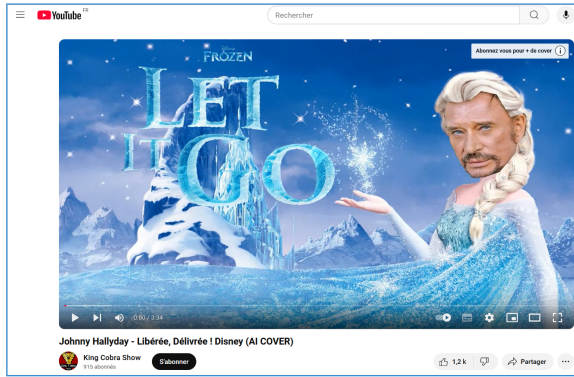 YouTube FR
Rechercher
Abonnez vous pour + de cover
Disney
FROZEN
LET
IT GO
0:00 / 3:34
Johnny Hallyday - Libérée, Délivrée ! Disney (AI COVER)
King Cobra Show
915 abonnés
S'abonner
1,2 k
Partager